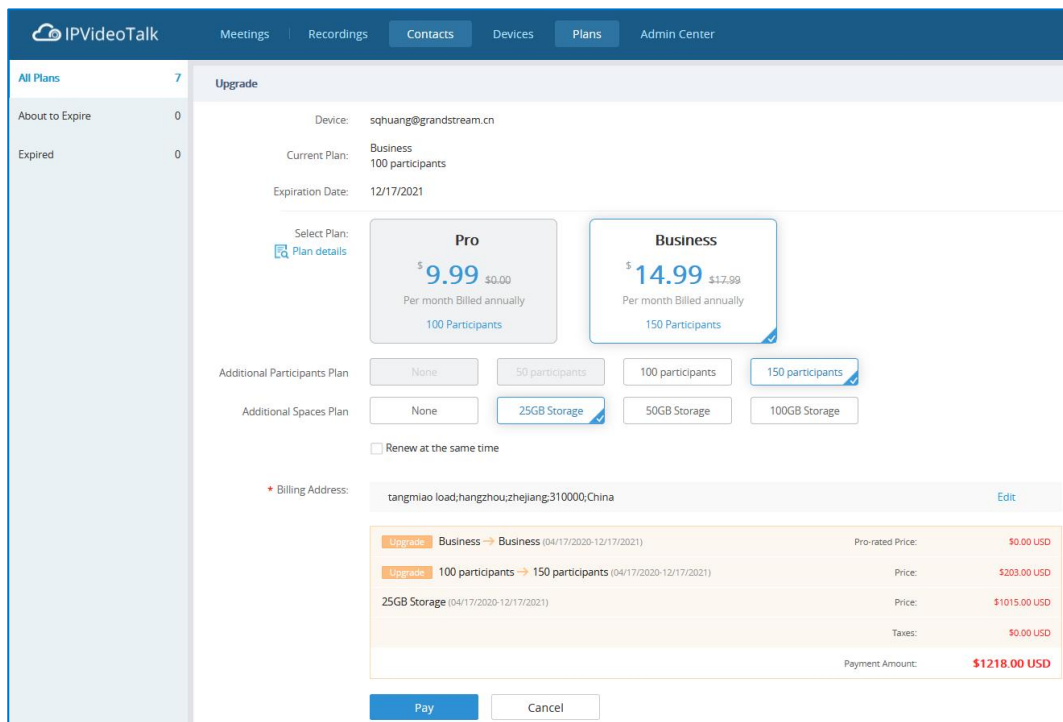 IPVideoTalk Meetings Recordings Contacts Devices Plans Admin Center
All Plans 7
About to Expire 0
Expired 0
Upgrade
Device: sqhuang@grandstream.cn
Current Plan: Business
100 participants
Expiration Date: 12/17/2021
Select Plan:
Plan details
Pro
$9.99 $0.00
Per month Billed annually
100 Participants
Business
$14.99 $17.99
Per month Billed annually
150 Participants
Additional Participants Plan None 50 participants 100 participants 150 participants
Additional Spaces Plan None 25GB Storage 50GB Storage 100GB Storage
Renew at the same time
* Billing Address: tangmiao load;hangzhou;zhejiang;310000;China Edit
Upgrade Business → Business (04/17/2020-12/17/2021) Pro-rated Price: $0.00 USD
Upgrade 100 participants → 150 participants (04/17/2020-12/17/2021) Price: $203.00 USD
25GB Storage (04/17/2020-12/17/2021) Price: $1015.00 USD
Taxes: $0.00 USD
Payment Amount: $1218.00 USD
Pay Cancel